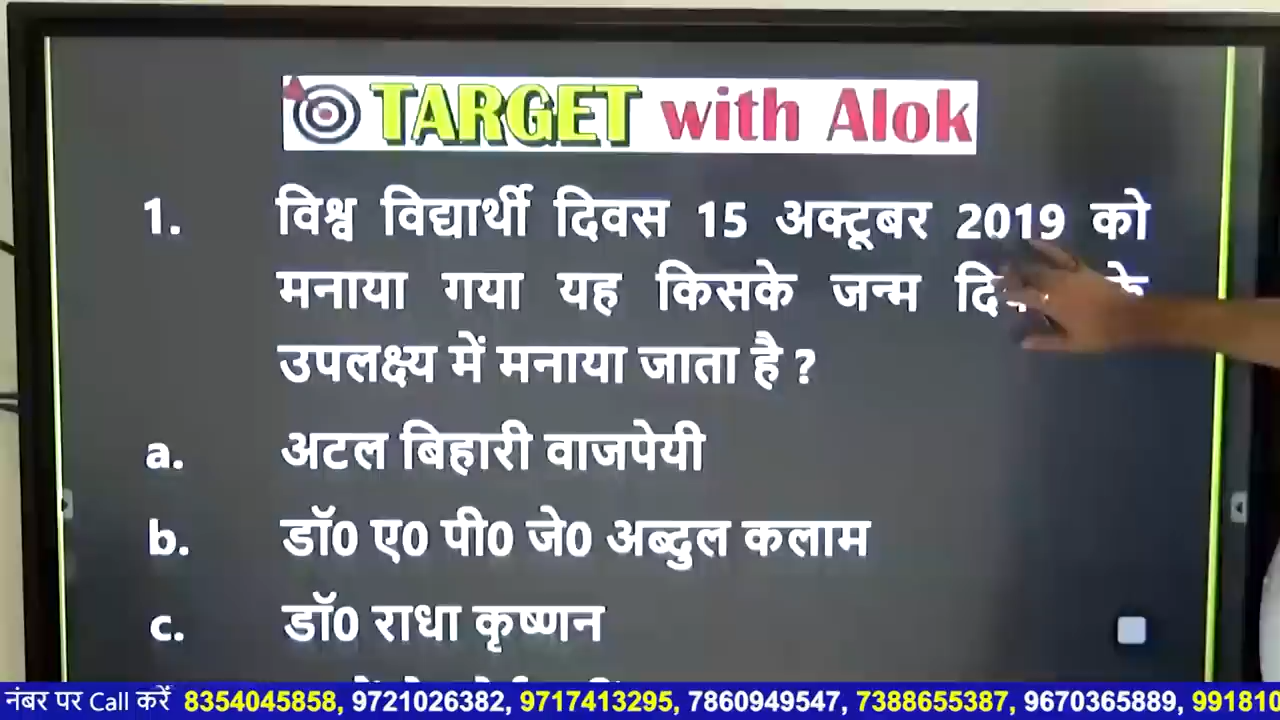 TARGET with Alok
1. विश्व विद्यार्थी दिवस 15 अक्टूबर 2019 को
मनाया गया यह किसके जन्म के
उपलक्ष्य में मनाया जाता है ?
a. अटल बिहारी वाजपेयी
b. डॉ0 ए0 पी0 जे0 अब्दुल कलाम
c. डॉ0 राधा कृष्णन
नंबर पर Call करें 8354045858, 9721026382, 9717413295, 7860949547, 7388655387, 9670365889, 991810